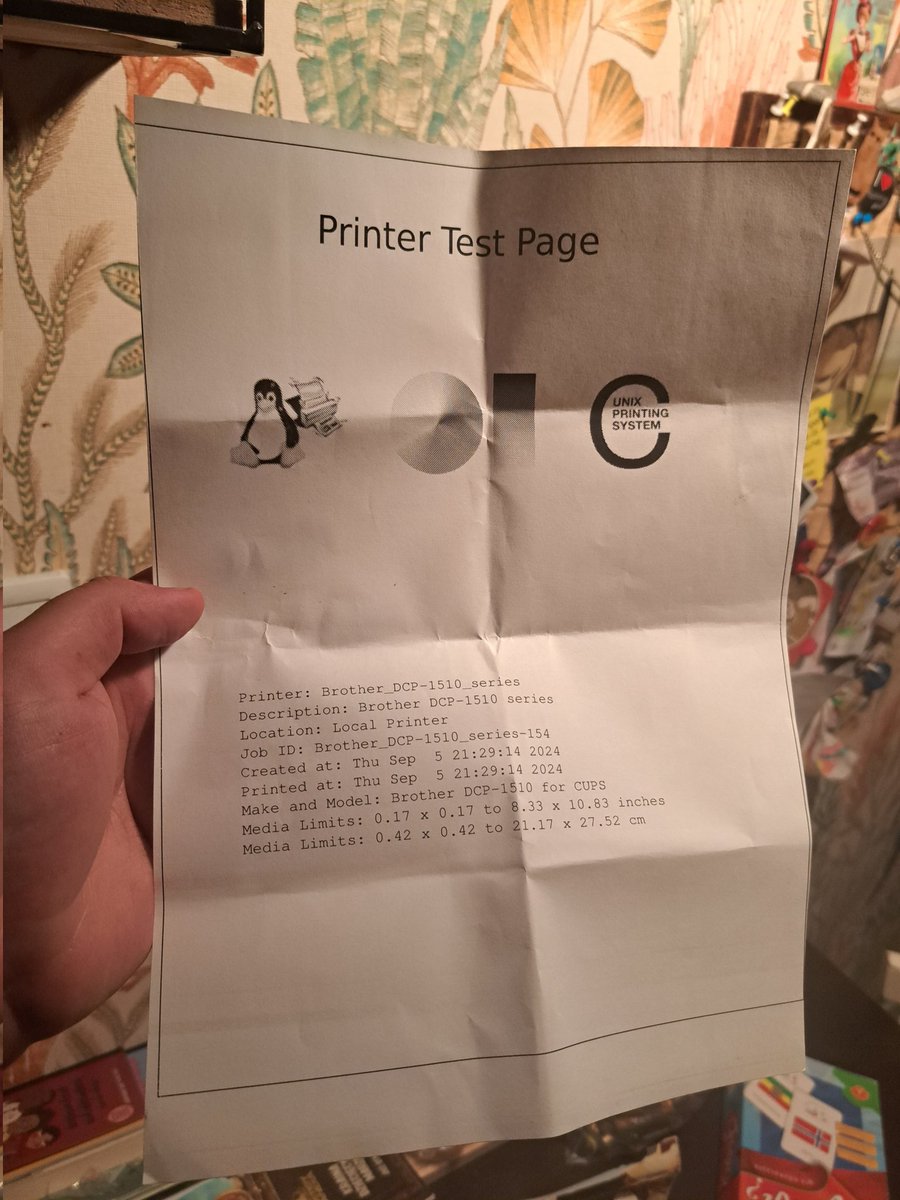 Printer Test Page
UNIX
PRINTING
SYSTEM
Printer: Brother_DCP-1510_series
Description: Brother DCP-1510 series
Location: Local Printer
Job ID: Brother_DCP-1510_series-154
Created at: Thu Sep  5 21:29:14 2024
Printed at: Thu Sep  5 21:29:14 2024
Make and Model: Brother DCP-1510 for CUPS
Media Limits: 0.17 x 0.17 to 8.33 x 10.83 inches
Media Limits: 0.42 x 0.42 to 21.17 x 27.52 cm